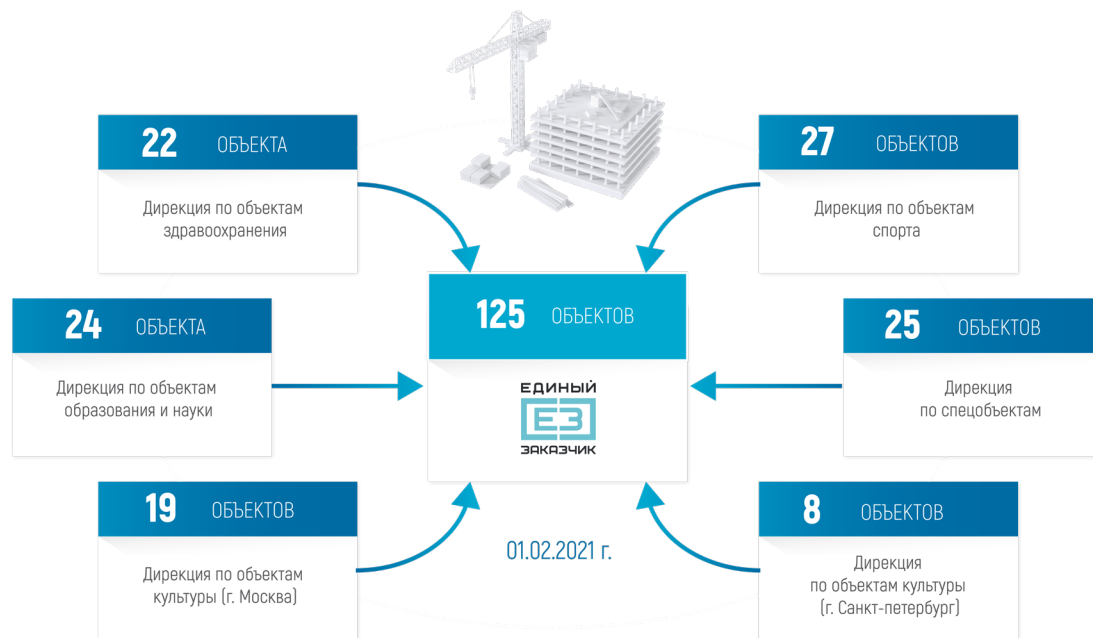 22 ОБЪЕКТА
Дирекция по объектам
здравоохранения
27 ОБЪЕКТОВ
Дирекция по объектам
спорта
24 ОБЪЕКТА
Дирекция по объектам
образования и науки
125 ОБЪЕКТОВ
ЕДИНЫЙ
ЕЗ
ЗАКАЗЧИК
25 ОБЪЕКТОВ
Дирекция
по спецобъектам
19 ОБЪЕКТОВ
Дирекция по объектам
культуры (г. Москва)
01.02.2021 г.
8 ОБЪЕКТОВ
Дирекция
по объектам культуры
(г. Санкт-петербург)